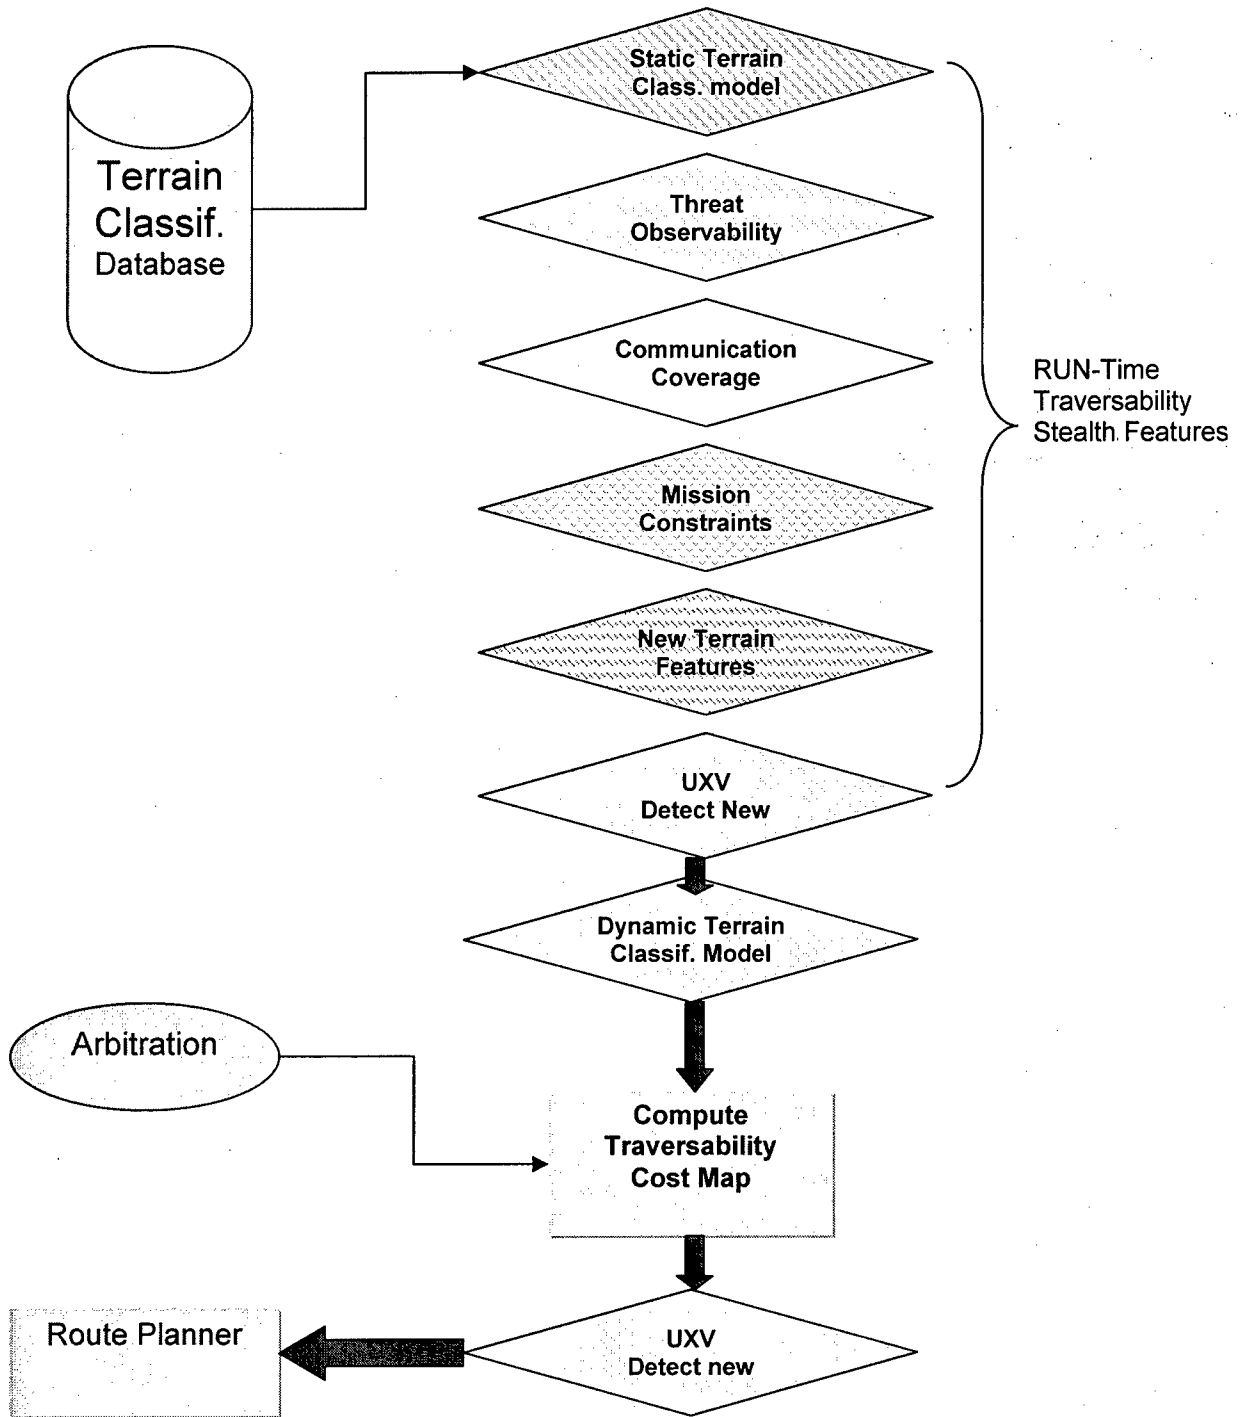 Static Terrain
Class. model
Terrain
Classif.
Database
Threat
Observability
Communication
Coverage
RUN-Time
Traversability
Stealth Features
Mission
Constraints
New Terrain
Features
UXV
Detect New
Dynamic Terrain
Classif. Model
Arbitration
Compute
Traversability
Cost Map
Route Planner
UXV
Detect new